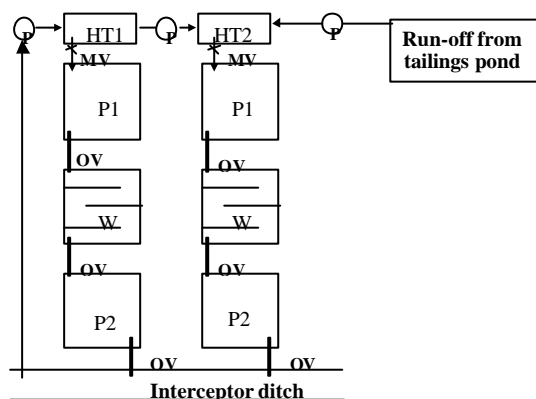 P HT1 P HT2 P Run-off from
tailings pond
MV MV
P1 P1
OV OV
W W
OV OV
P2 P2
OV OV
Interceptor ditch